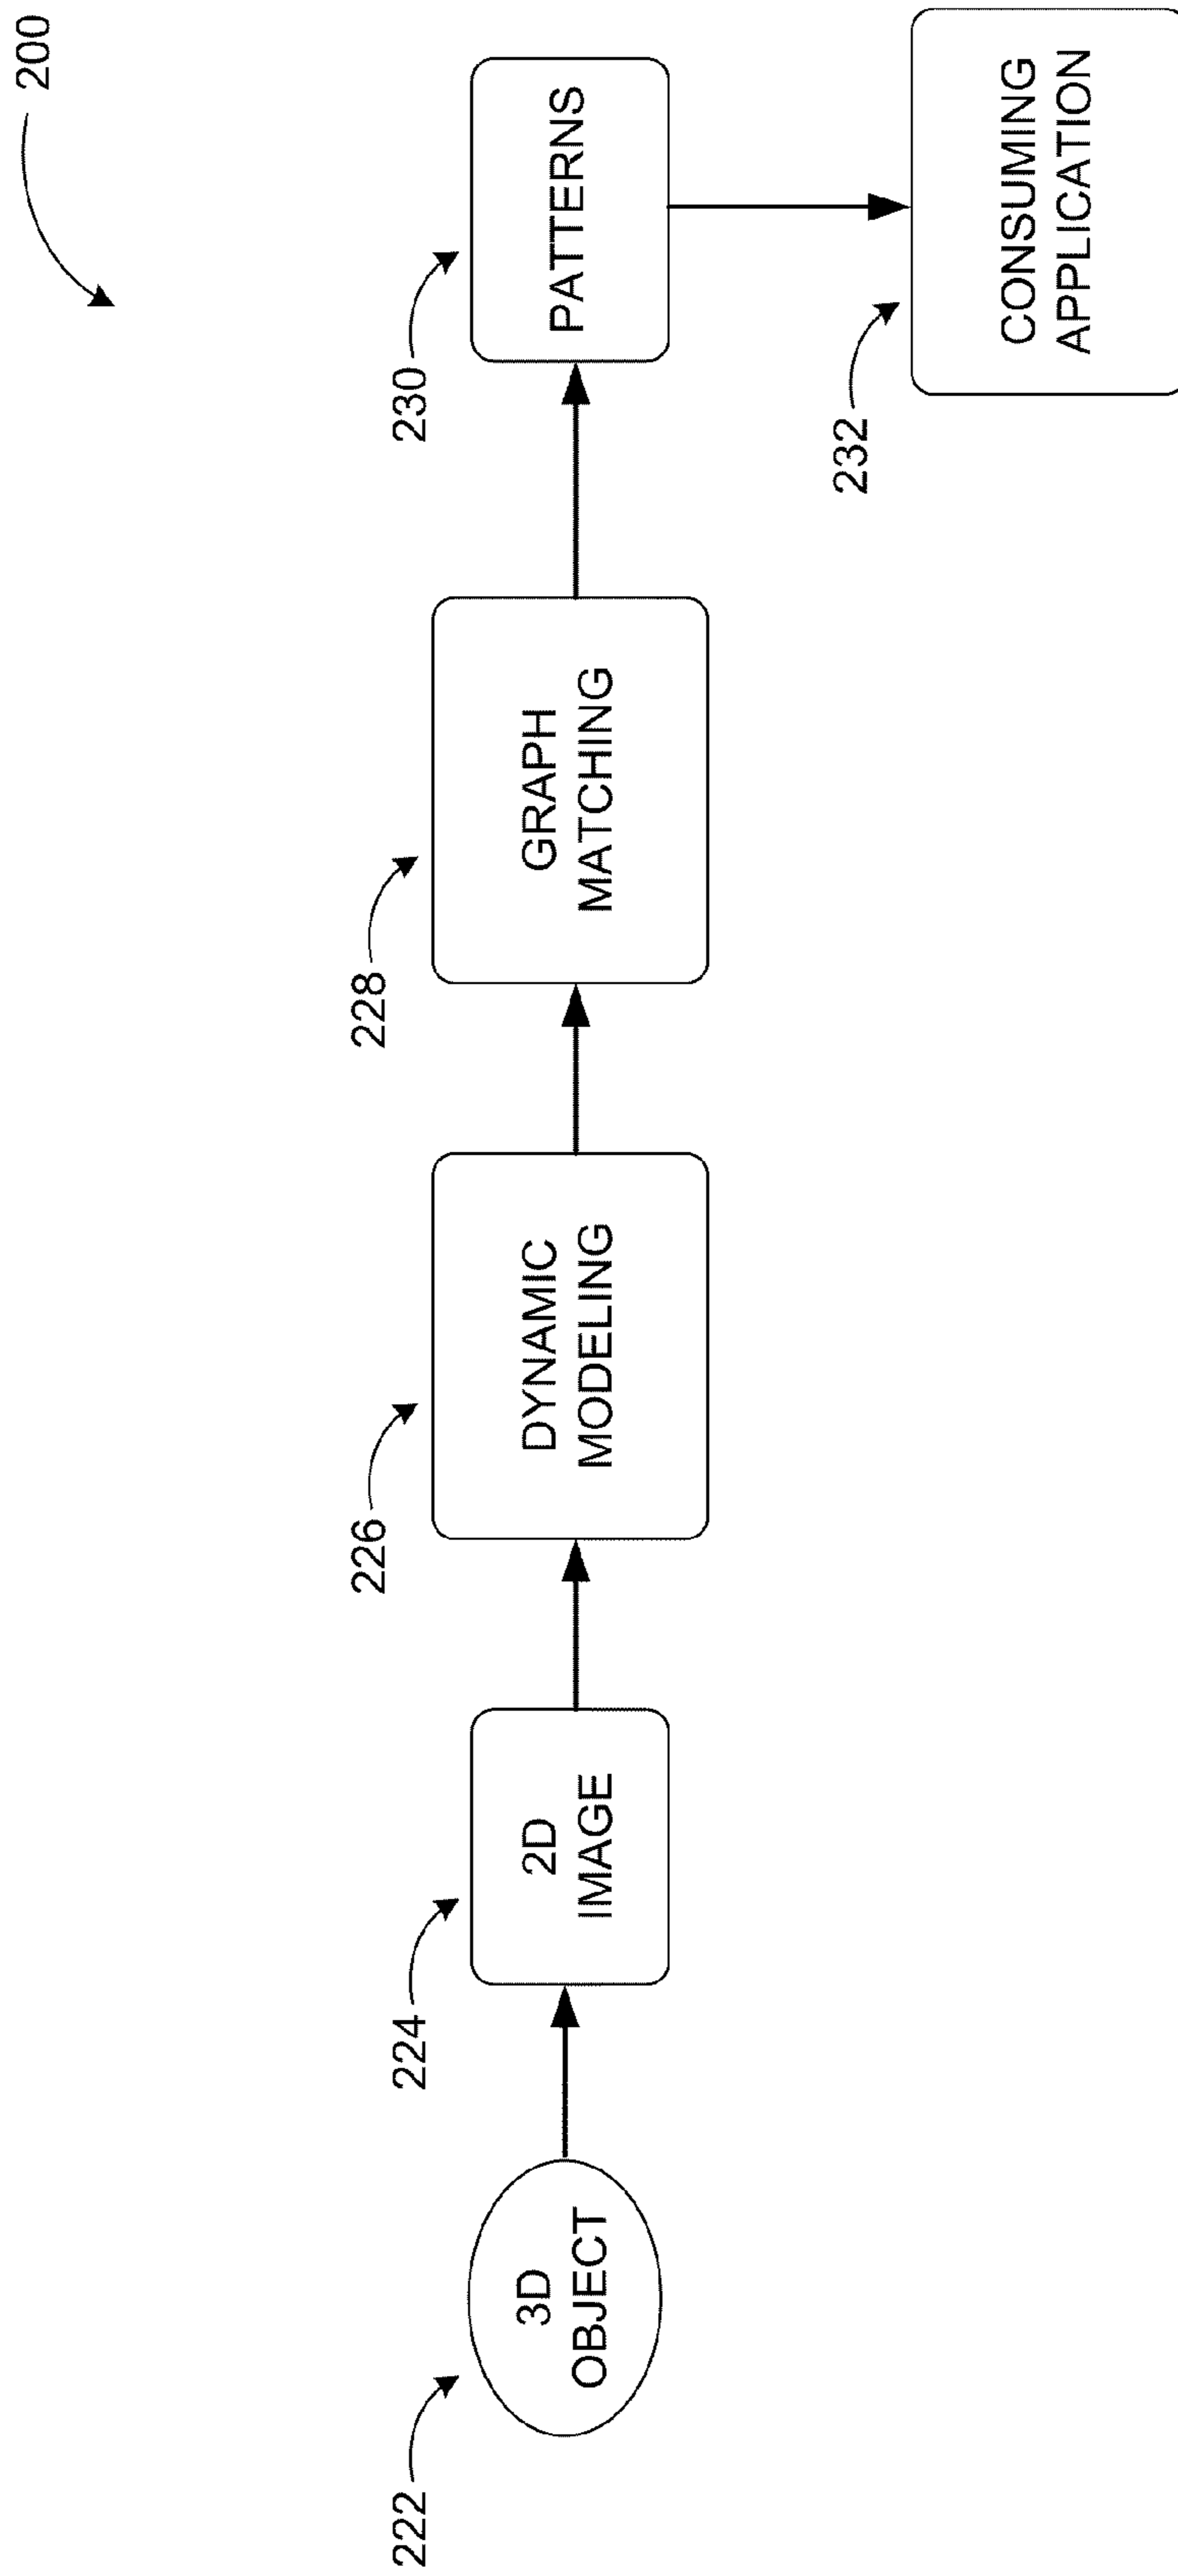 200
222
3D
OBJECT
224
2D
IMAGE
226
DYNAMIC
MODELING
228
GRAPH
MATCHING
230
PATTERNS
232
CONSUMING
APPLICATION